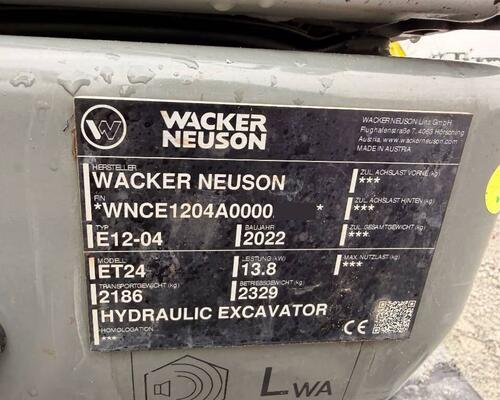 WACKER
NEUSON
WACKER NEUSON Linz GmbH
Flughafenstraße 7, 4063 Hörsching
Austria, www.wackerneuson.com
MADE IN AUSTRIA
HERSTELLER
WACKER NEUSON
ZUL. ACHSLAST VORNE (kg)
***
FIN
*WNCE1204A0000 *
ZUL. ACHSLAST HINTEN (kg)
***
TYP
E12-04
BAUJAHR
2022
ZUL. GESAMTGEWICHT (kg)
***
MODELL
ET24
LEISTUNG (kW)
13.8
MAX. NUTZLAST (kg)
***
TRANSPORTGEWICHT (kg)
2186
BETRIEBSGEWICHT (kg)
2329
HYDRAULIC EXCAVATOR
HOMOLOGATION
***
CE
LWA